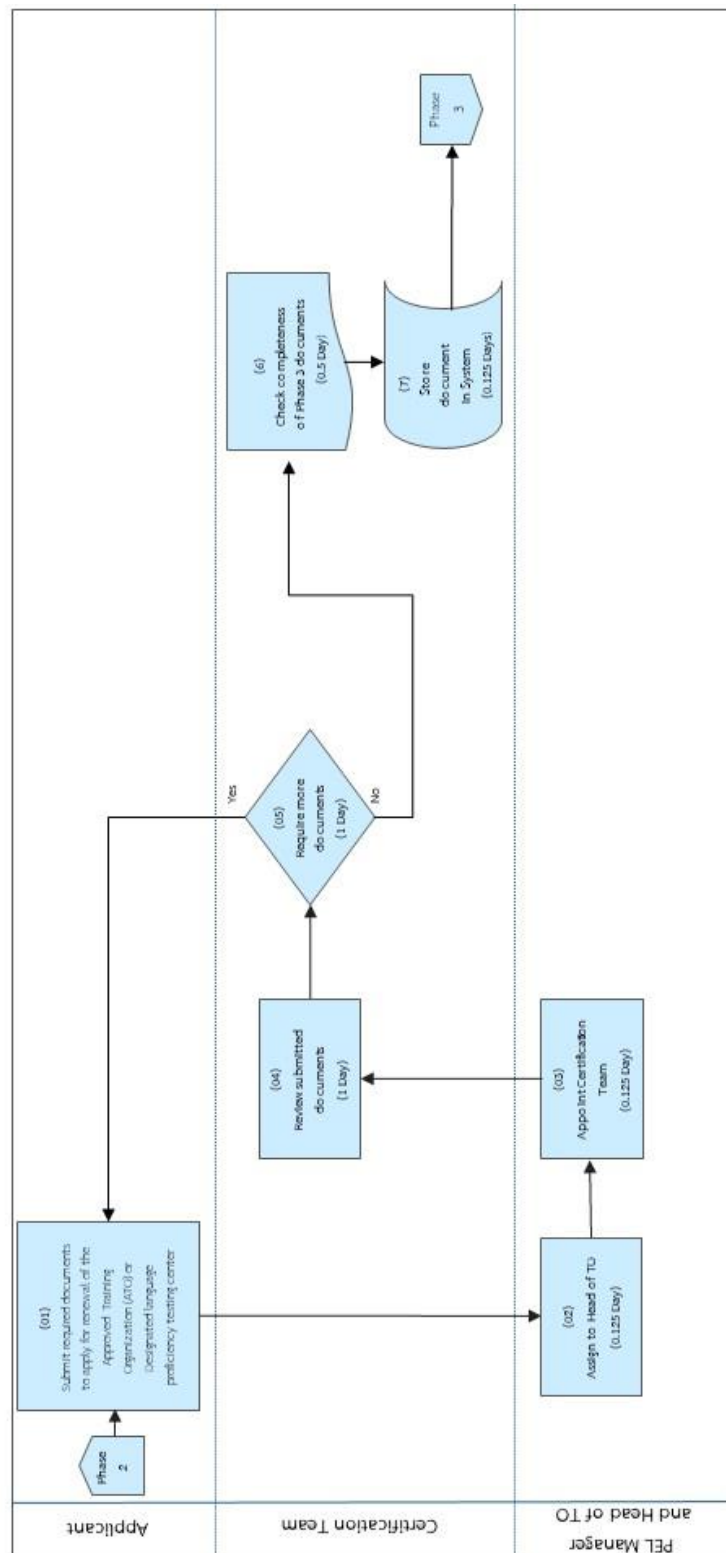 Applicant
Certification Team
PEL Manager
and Head of TO
Phase
2
(01)
Submit required documents
to apply for renewal of the
Approved Training
Organization (ATO) or
Designated language
proficiency testing center
(02)
Assign to Head of TO
(0.125 Day)
(03)
Appoint Certification
Team
(0.125 Day)
(04)
Review submitted
documents
(1 Day)
(05)
Require more
documents
(1 Day)
Yes
No
(6)
Check completeness
of Phase 3 documents
(0.5 Day)
(7)
Store
document
In System
(0.125 Days)
Phase
3